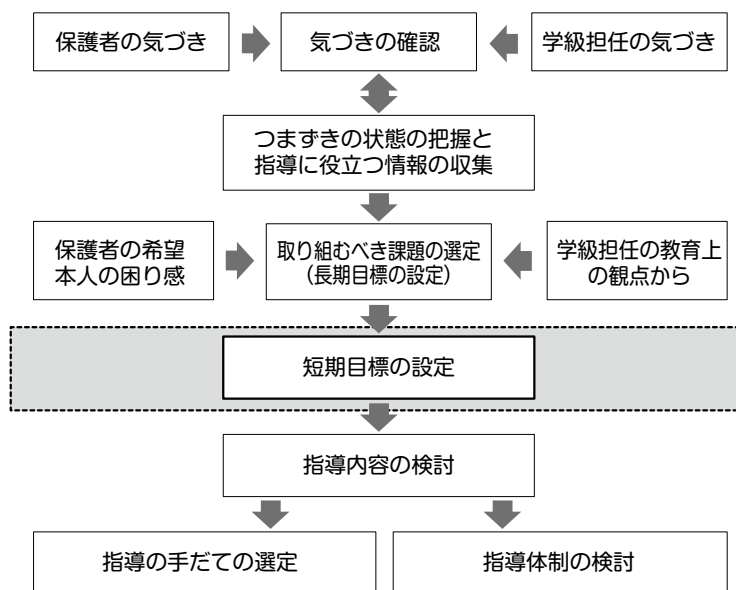 保護者の気づき
気づきの確認
学級担任の気づき
つまずきの状態の把握と
指導に役立つ情報の収集
保護者の希望
本人の困り感
取り組むべき課題の選定
（長期目標の設定）
学級担任の教育上
の観点から
短期目標の設定
指導内容の検討
指導の手だての選定
指導体制の検討